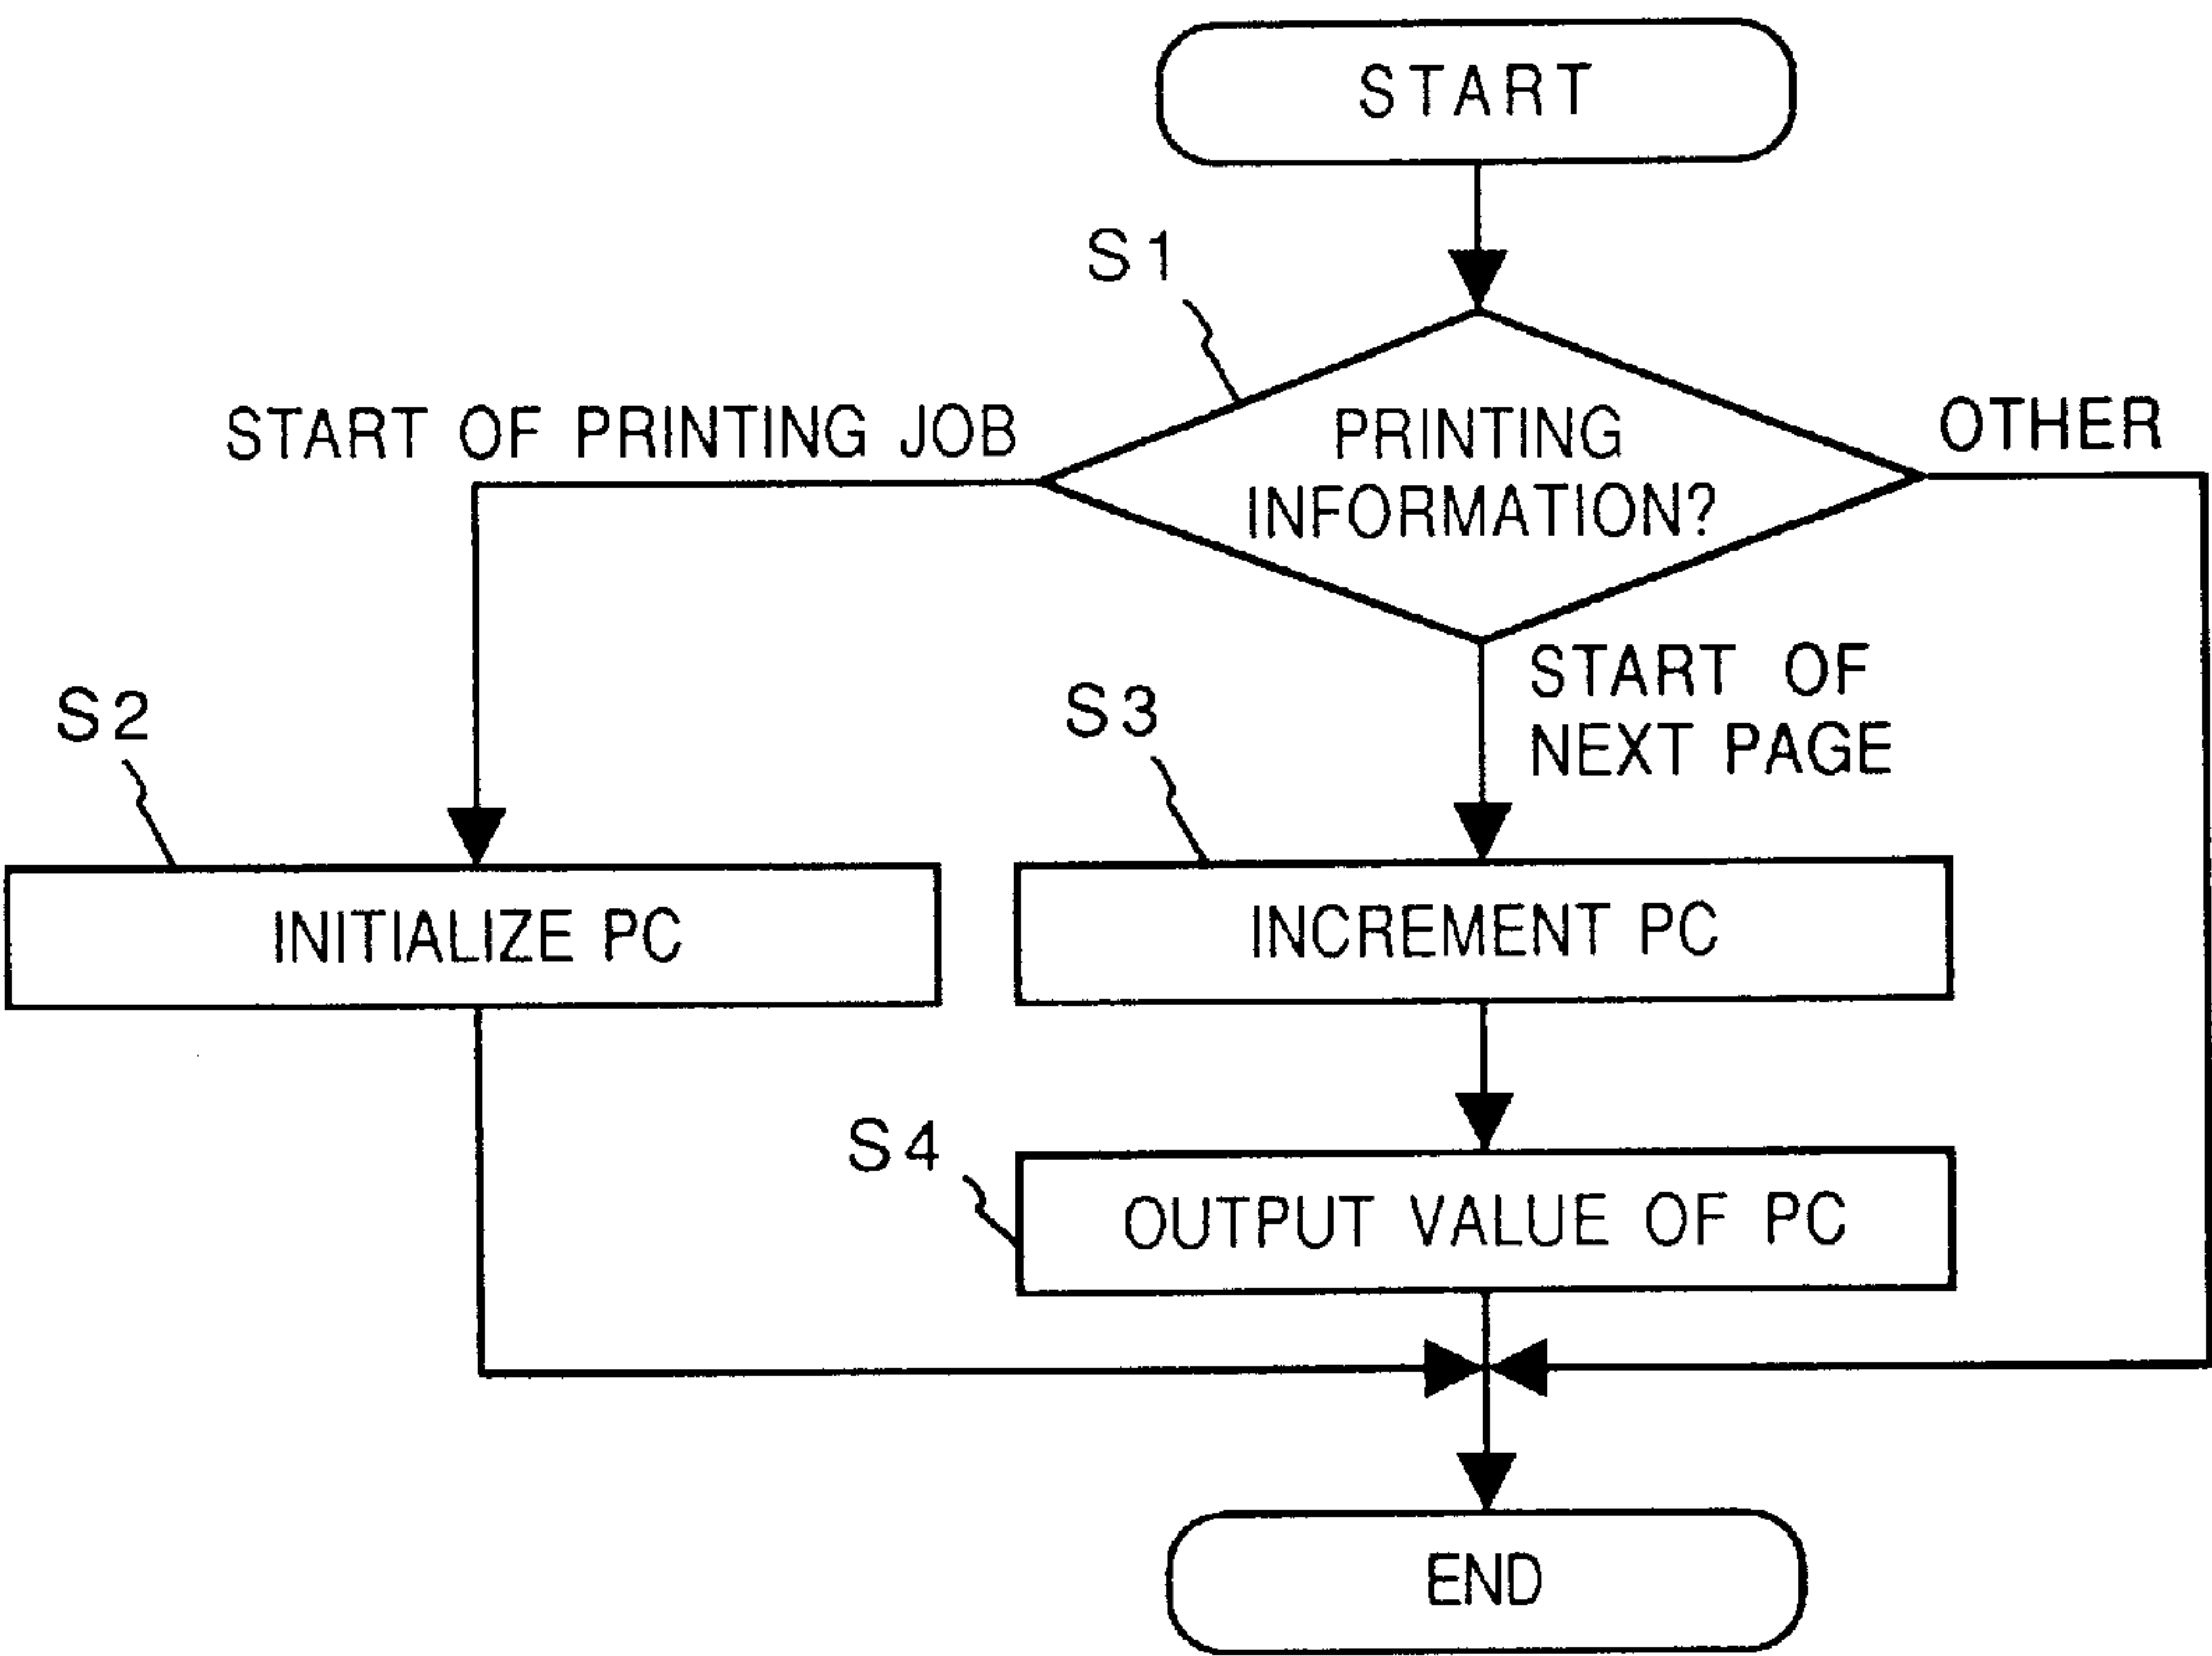 START
S1
START OF PRINTING JOB
PRINTING
INFORMATION?
OTHER
START OF
NEXT PAGE
S2
S3
INITIALIZE PC
INCREMENT PC
S4
OUTPUT VALUE OF PC
END